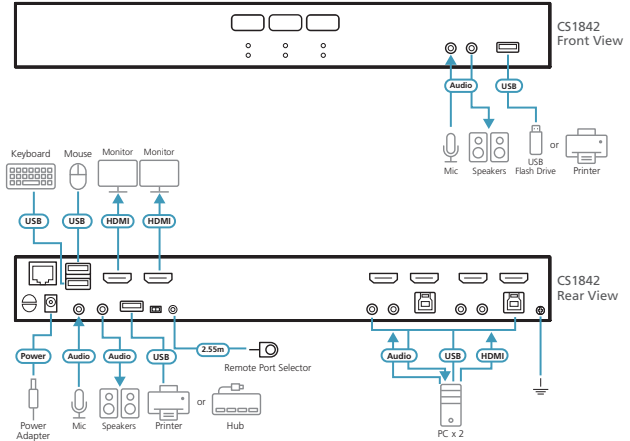 CS1842
Front View
Audio
USB
Mic
Speakers
USB
Flash Drive
or
Printer
Keyboard
Mouse
Monitor
Monitor
USB
USB
HDMI
HDMI
CS1842
Rear View
Power
Audio
Audio
USB
2.55m
Remote Port Selector
Audio
USB
HDMI
Power
Adapter
Mic
Speakers
Printer
or
Hub
PC x 2